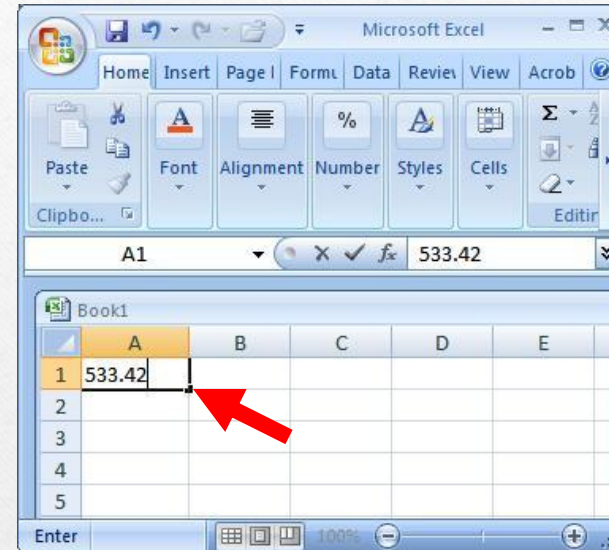 Microsoft Excel
Home Insert Page l Formu Data Reviev View Acrob
Paste Font Alignment Number Styles Cells Σ
Clipbo... Editir
A1 fx 533.42
Book1
A B C D E
1 533.42
2
3
4
5
Enter 100%